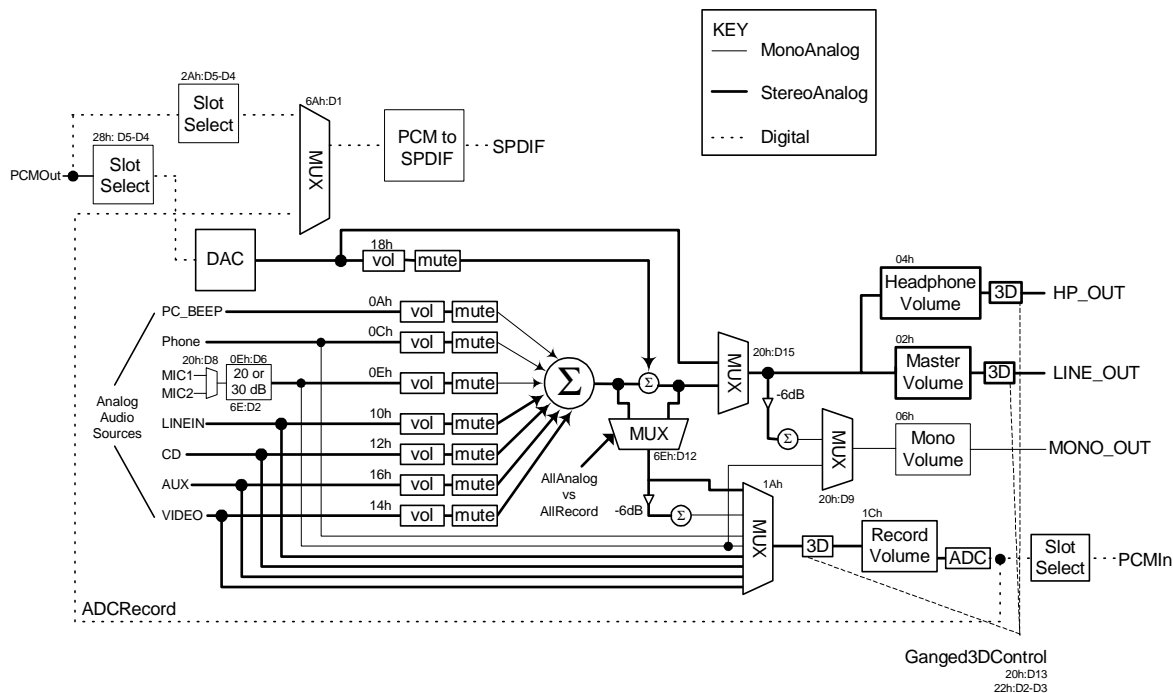 KEY
MonoAnalog
StereoAnalog
Digital
2Ah:D5-D4
Slot
Select
6Ah:D1
MUX
PCM to
SPDIF
SPDIF
28h: D5-D4
Slot
Select
PCMOut
DAC
18h
vol
mute
PC_BEEP
0Ah
vol
mute
Phone
0Ch
vol
mute
20h:D8
MIC1
MIC2
0Eh:D6
20 or
30 dB
6E:D2
0Eh
vol
mute
Analog
Audio
Sources
LINEIN
10h
vol
mute
CD
12h
vol
mute
AUX
16h
vol
mute
VIDEO
14h
vol
mute
Σ
Σ
MUX
6Eh:D12
AllAnalog
vs
AllRecord
-6dB
Σ
MUX
20h:D15
-6dB
Σ
MUX
20h:D9
04h
Headphone
Volume
3D
HP_OUT
02h
Master
Volume
3D
LINE_OUT
06h
Mono
Volume
MONO_OUT
1Ah
MUX
3D
1Ch
Record
Volume
ADC
Slot
Select
PCMIn
ADCRecord
Ganged3DControl
20h:D13
22h:D2-D3